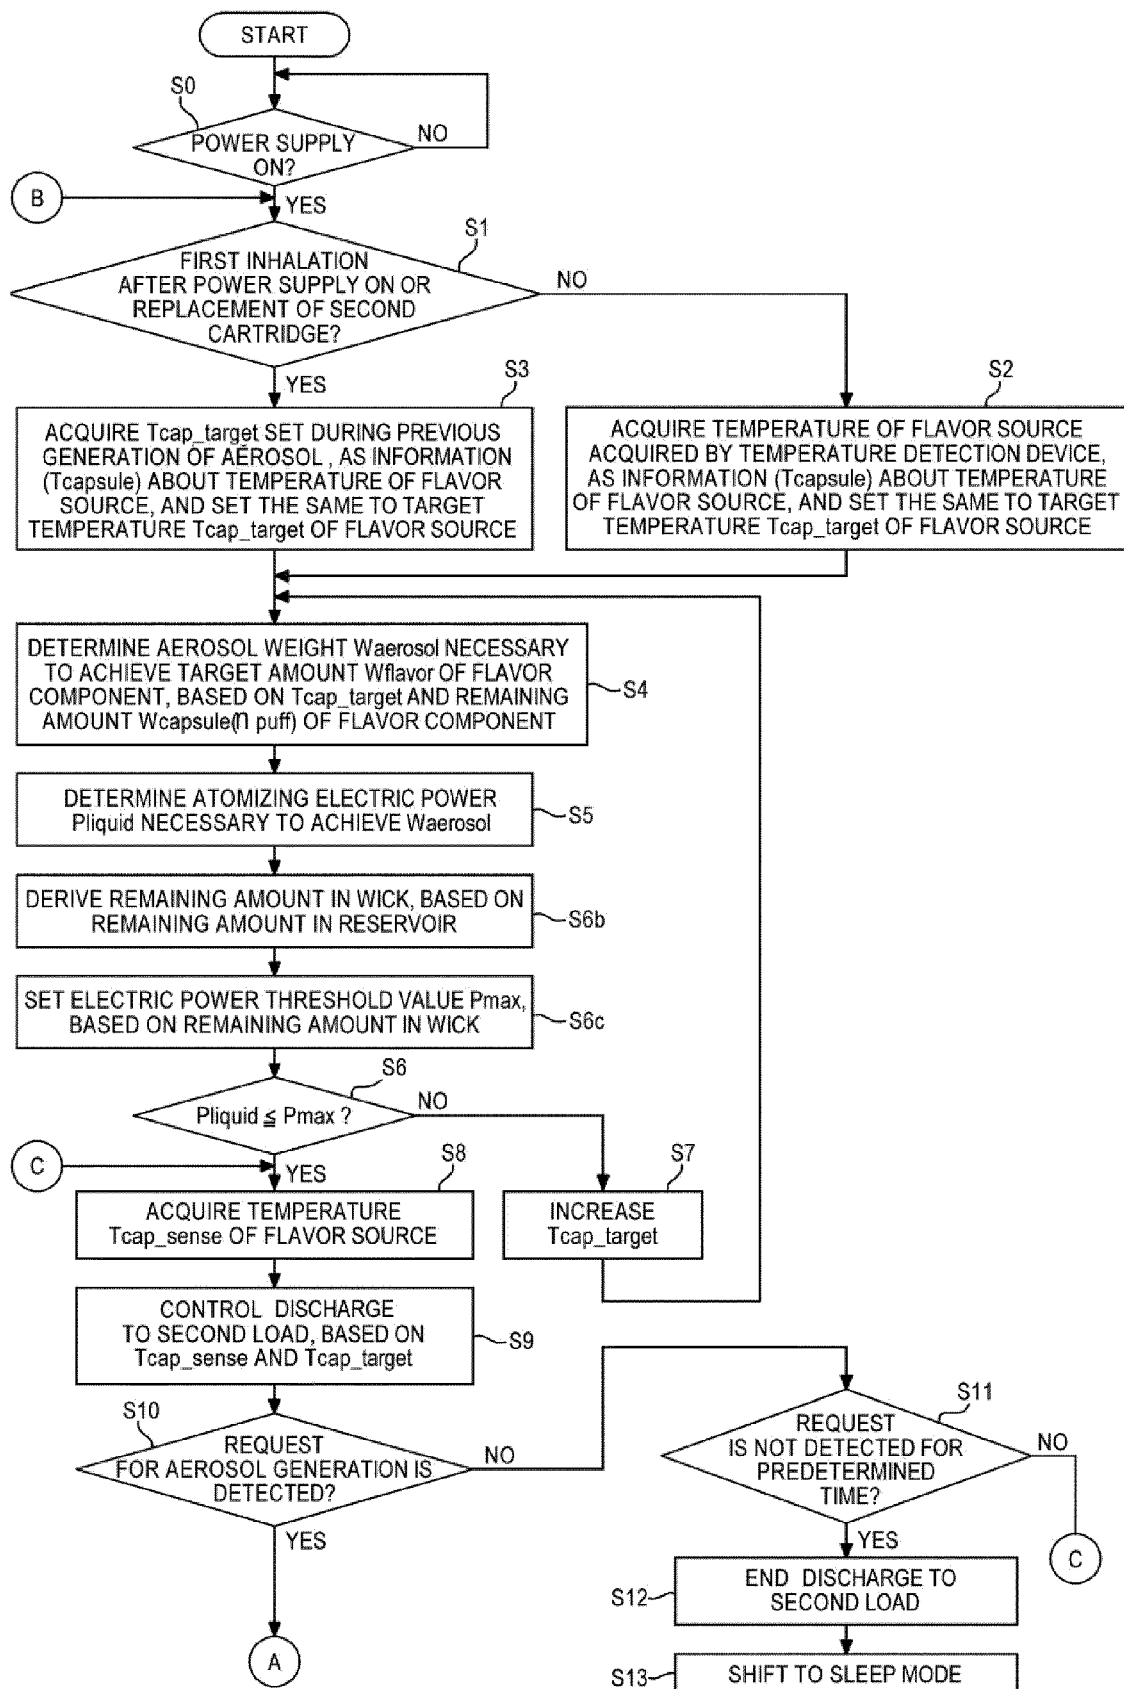 START
S0
POWER SUPPLY
ON?
NO
B
YES
S1
FIRST INHALATION
AFTER POWER SUPPLY ON OR
REPLACEMENT OF SECOND
CARTRIDGE?
NO
YES
S3
ACQUIRE Tcap_target SET DURING PREVIOUS
GENERATION OF AEROSOL, AS INFORMATION
(Tcapsule) ABOUT TEMPERATURE OF FLAVOR
SOURCE, AND SET THE SAME TO TARGET
TEMPERATURE Tcap_target OF FLAVOR SOURCE
S2
ACQUIRE TEMPERATURE OF FLAVOR SOURCE
ACQUIRED BY TEMPERATURE DETECTION DEVICE,
AS INFORMATION (Tcapsule) ABOUT TEMPERATURE
OF FLAVOR SOURCE, AND SET THE SAME TO TARGET
TEMPERATURE Tcap_target OF FLAVOR SOURCE
DETERMINE AEROSOL WEIGHT Waerosol NECESSARY
TO ACHIEVE TARGET AMOUNT Wflavor OF FLAVOR
COMPONENT, BASED ON Tcap_target AND REMAINING
AMOUNT Wcapsule(n puff) OF FLAVOR COMPONENT
S4
DETERMINE ATOMIZING ELECTRIC POWER
Pliquid NECESSARY TO ACHIEVE Waerosol
S5
DERIVE REMAINING AMOUNT IN WICK, BASED ON
REMAINING AMOUNT IN RESERVOIR
S6b
SET ELECTRIC POWER THRESHOLD VALUE Pmax,
BASED ON REMAINING AMOUNT IN WICK
S6c
S6
Pliquid ≦ Pmax ?
NO
C
YES
S8
ACQUIRE TEMPERATURE
Tcap_sense OF FLAVOR SOURCE
S7
INCREASE
Tcap_target
CONTROL DISCHARGE
TO SECOND LOAD, BASED ON
Tcap_sense AND Tcap_target
S9
S10
REQUEST
FOR AEROSOL GENERATION IS
DETECTED?
NO
YES
A
S11
REQUEST
IS NOT DETECTED FOR
PREDETERMINED
TIME?
NO
YES
C
END DISCHARGE TO
SECOND LOAD
S12
S13
SHIFT TO SLEEP MODE